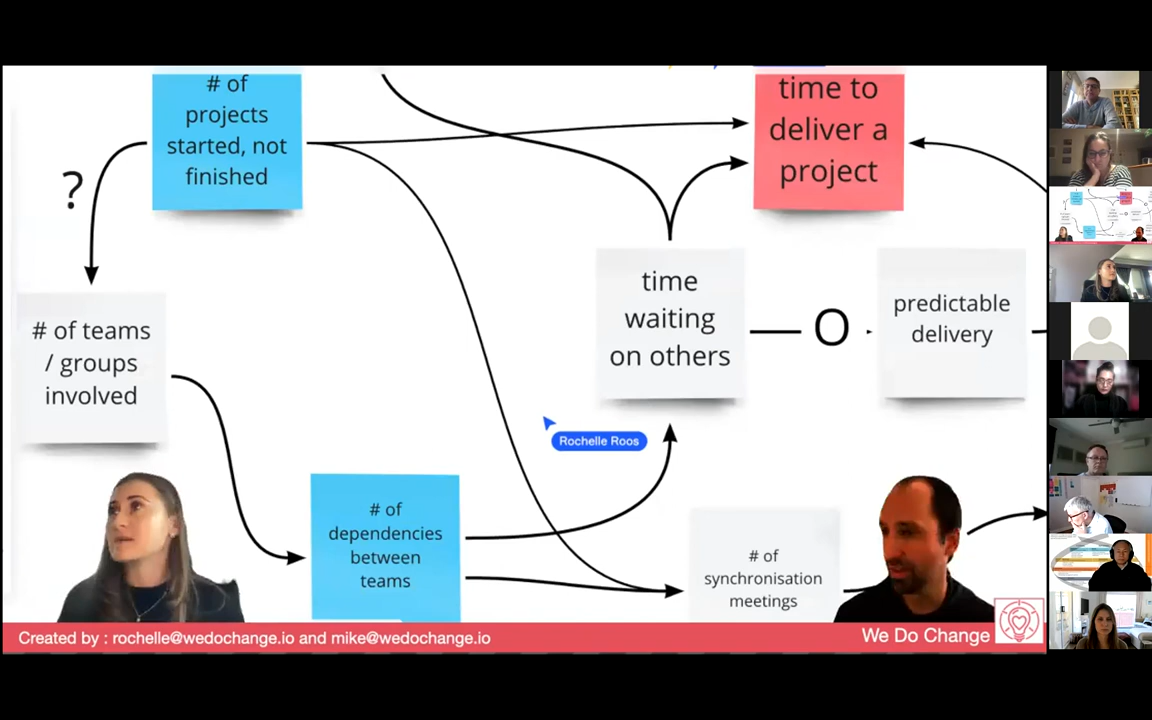 # of
projects
started, not
finished
time to
deliver a
project
?
# of teams
/ groups
involved
time
waiting
on others
O
predictable
delivery
Rochelle Roos
# of
dependencies
between
teams
# of
synchronisation
meetings
Created by : rochelle@wedochange.io and mike@wedochange.io
We Do Change